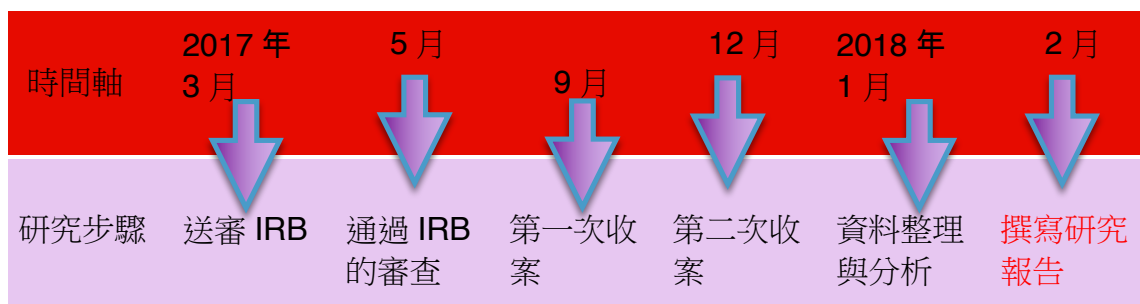 時間軸
2017 年
3 月
5 月
9 月
12 月
2018 年
1 月
2 月
研究步驟
送審 IRB
通過 IRB
的審查
第一次收
案
第二次收
案
資料整理
與分析
撰寫研究
報告